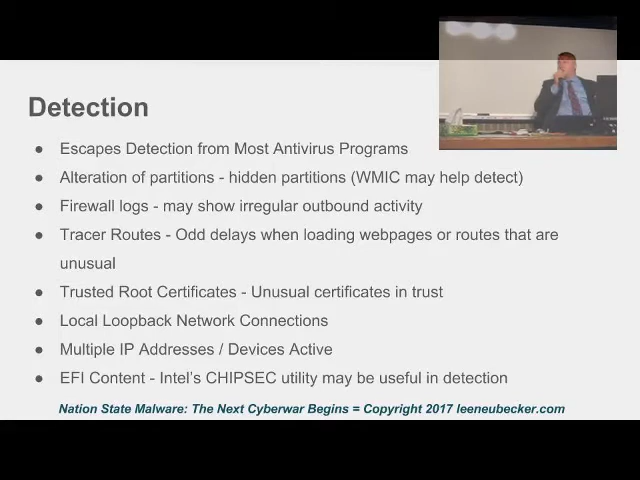 Detection
● Escapes Detection from Most Antivirus Programs
● Alteration of partitions - hidden partitions (WMIC may help detect)
● Firewall logs - may show irregular outbound activity
● Tracer Routes - Odd delays when loading webpages or routes that are
unusual
● Trusted Root Certificates - Unusual certificates in trust
● Local Loopback Network Connections
● Multiple IP Addresses / Devices Active
● EFI Content - Intel's CHIPSEC utility may be useful in detection
Nation State Malware: The Next Cyberwar Begins = Copyright 2017 leeneubecker.com